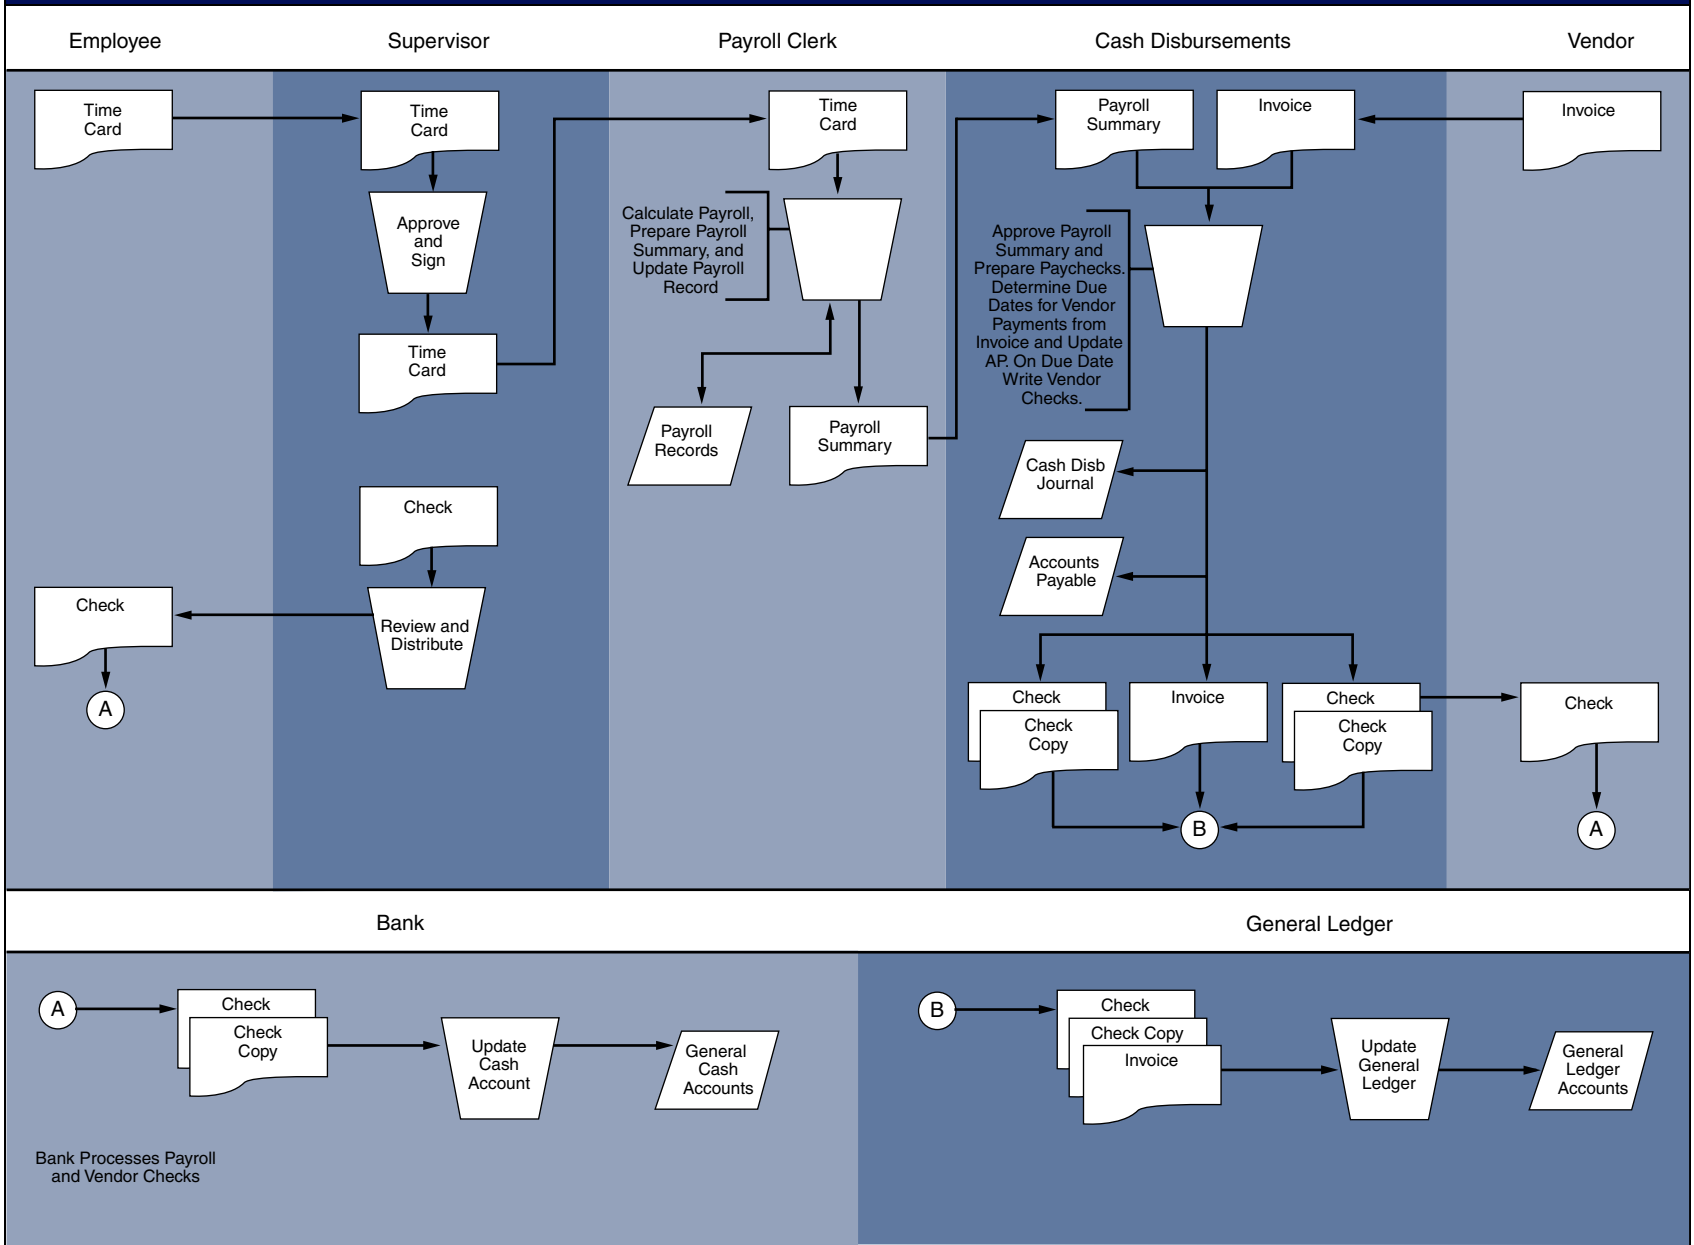 Employee
Supervisor
Payroll Clerk
Cash Disbursements
Vendor
Time
Card
Time
Card
Approve
and
Sign
Time
Card
Check
Review and
Distribute
Check
A
Time
Card
Calculate Payroll,
Prepare Payroll
Summary, and
Update Payroll
Record
Payroll
Records
Payroll
Summary
Payroll
Summary
Invoice
Approve Payroll
Summary and
Prepare Paychecks.
Determine Due
Dates for Vendor
Payments from
Invoice and Update
AP. On Due Date
Write Vendor
Checks.
Cash Disb
Journal
Accounts
Payable
Check
Check
Copy
Invoice
Check
Check
Copy
B
Invoice
Check
A
Bank
General Ledger
A
Check
Check
Copy
Update
Cash
Account
General
Cash
Accounts
Bank Processes Payroll
and Vendor Checks
B
Check
Check Copy
Invoice
Update
General
Ledger
General
Ledger
Accounts